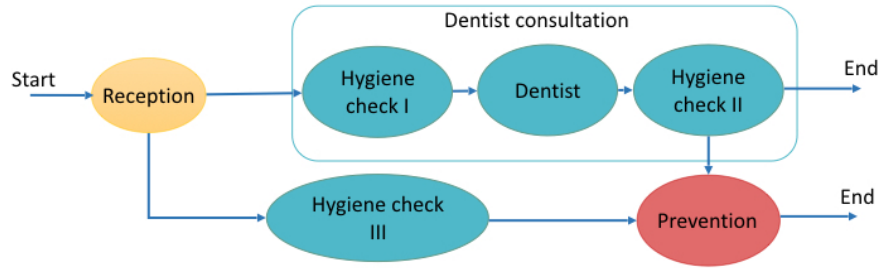 Dentist consultation
Start
Reception
Hygiene
check I
Dentist
Hygiene
check II
End
Hygiene check
III
Prevention
End